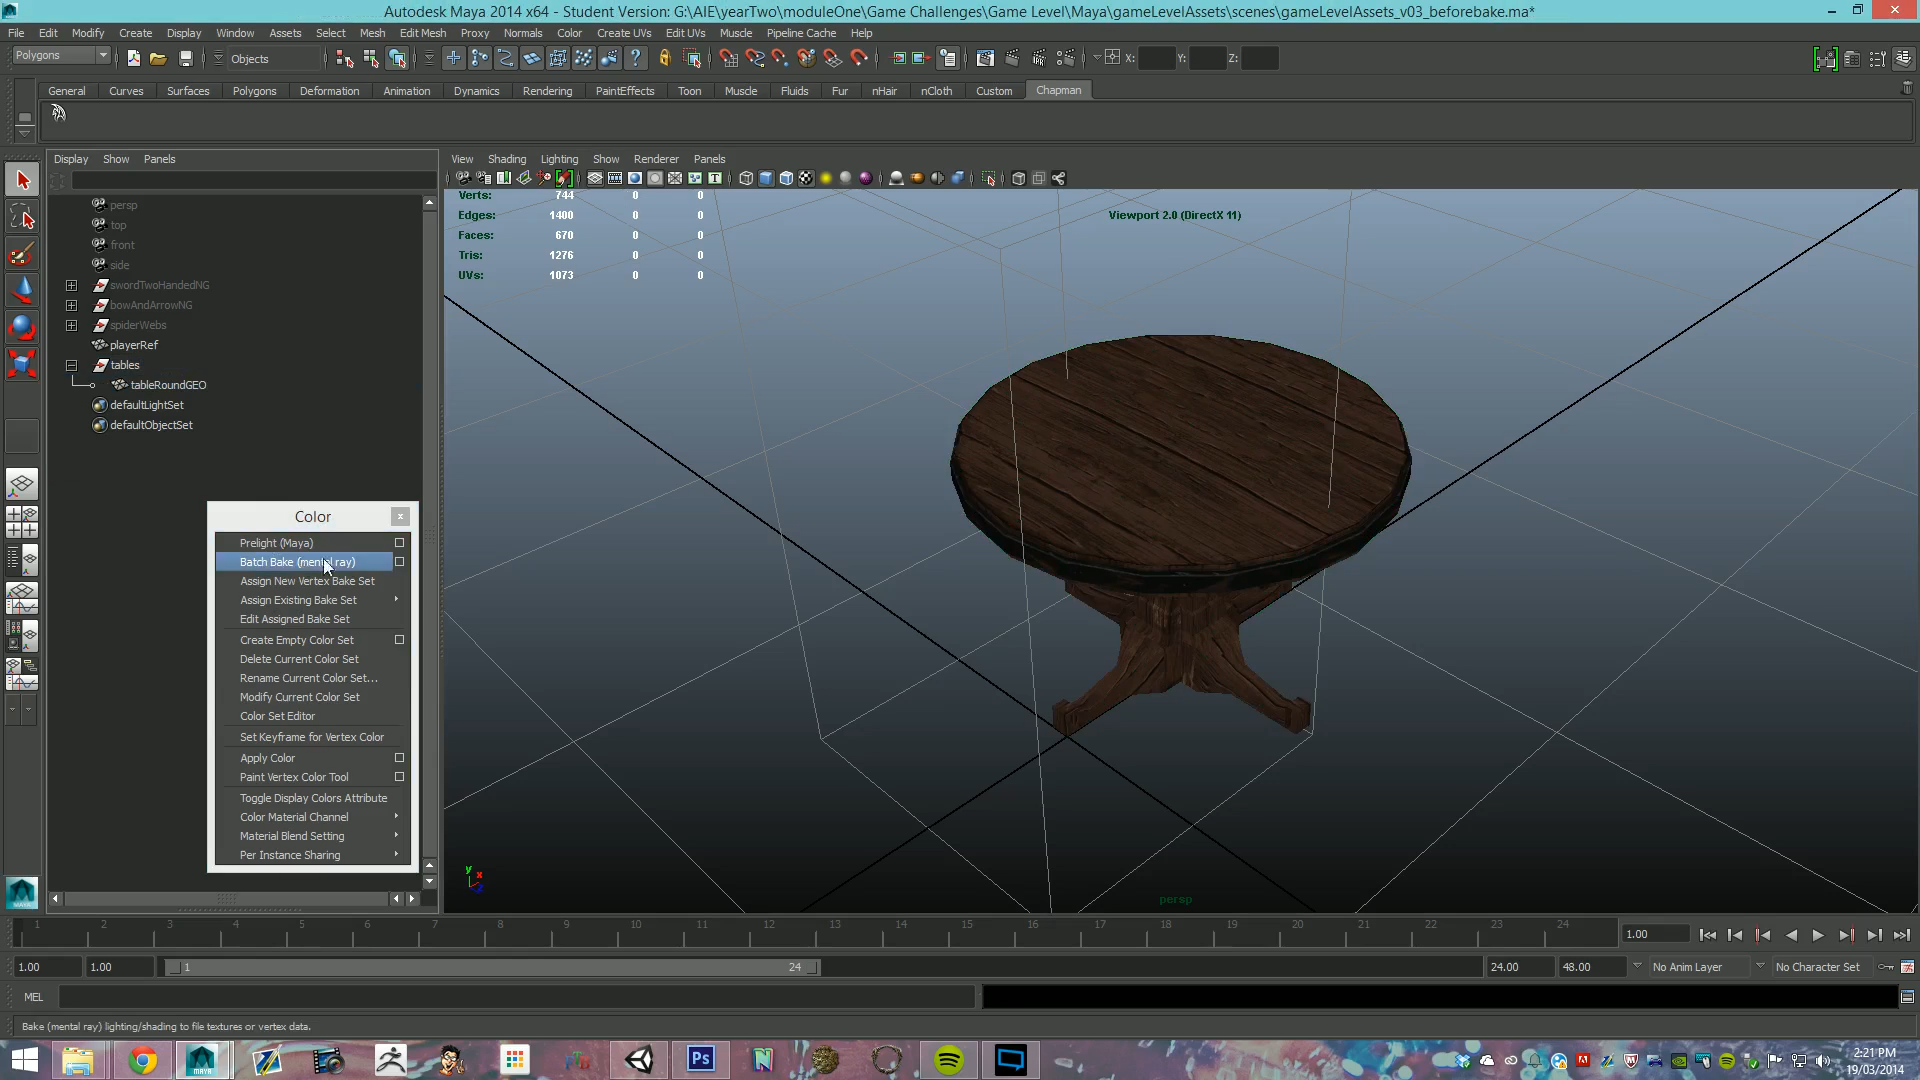 Autodesk Maya 2014 x64 - Student Version: G:\AIE\yearTwo\moduleOne\Game Challenges\Game Level\Maya\gameLevelAssets\scenes\gameLevelAssets_v03_beforebake.ma*
File Edit Modify Create Display Window Assets Select Mesh Edit Mesh Proxy Normals Color Create UVs Edit UVs Muscle Pipeline Cache Help
Polygons Objects X: Y: Z:
General Curves Surfaces Polygons Deformation Animation Dynamics Rendering PaintEffects Toon Muscle Fluids Fur nHair nCloth Custom Chapman
Display Show Panels View Shading Lighting Show Renderer Panels
persp
top
front
side
swordTwoHandedNG
bowAndArrowNG
spiderWebs
playerRef
tables
tableRoundGEO
defaultLightSet
defaultObjectSet
Verts: 744 0 0
Edges: 1400 0 0
Faces: 670 0 0
Tris: 1276 0 0
UVs: 1073 0 0
Viewport 2.0 (DirectX 11)
Color x
Prelight (Maya)
Batch Bake (mental ray)
Assign New Vertex Bake Set
Assign Existing Bake Set
Edit Assigned Bake Set
Create Empty Color Set
Delete Current Color Set
Rename Current Color Set...
Modify Current Color Set
Color Set Editor
Set Keyframe for Vertex Color
Apply Color
Paint Vertex Color Tool
Toggle Display Colors Attribute
Color Material Channel
Material Blend Setting
Per Instance Sharing
y x
persp
1 2 3 4 5 6 7 8 9 10 11 12 13 14 15 16 17 18 19 20 21 22 23 24 1.00
1.00 1.00 1 24 24.00 48.00 No Anim Layer No Character Set
MEL
Bake (mental ray) lighting/shading to file textures or vertex data.
MAYA Ps N
2:21 PM
19/03/2014